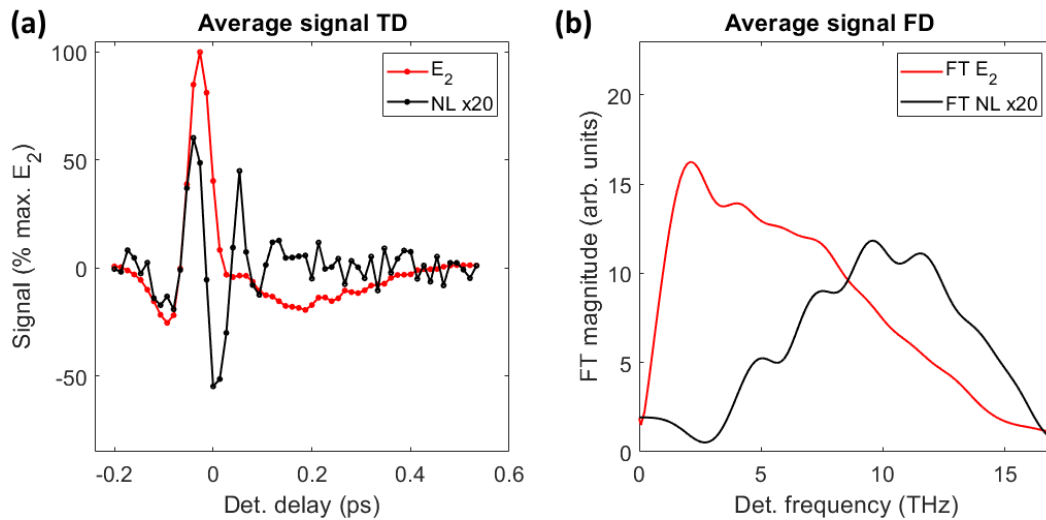 (a)
Average signal TD
100
50
0
-50
-0.2
0
0.2
0.4
0.6
Signal (% max. E2)
Det. delay (ps)
E2
NL x20
(b)
Average signal FD
20
15
10
5
0
0
5
10
15
FT magnitude (arb. units)
Det. frequency (THz)
FT E2
FT NL x20